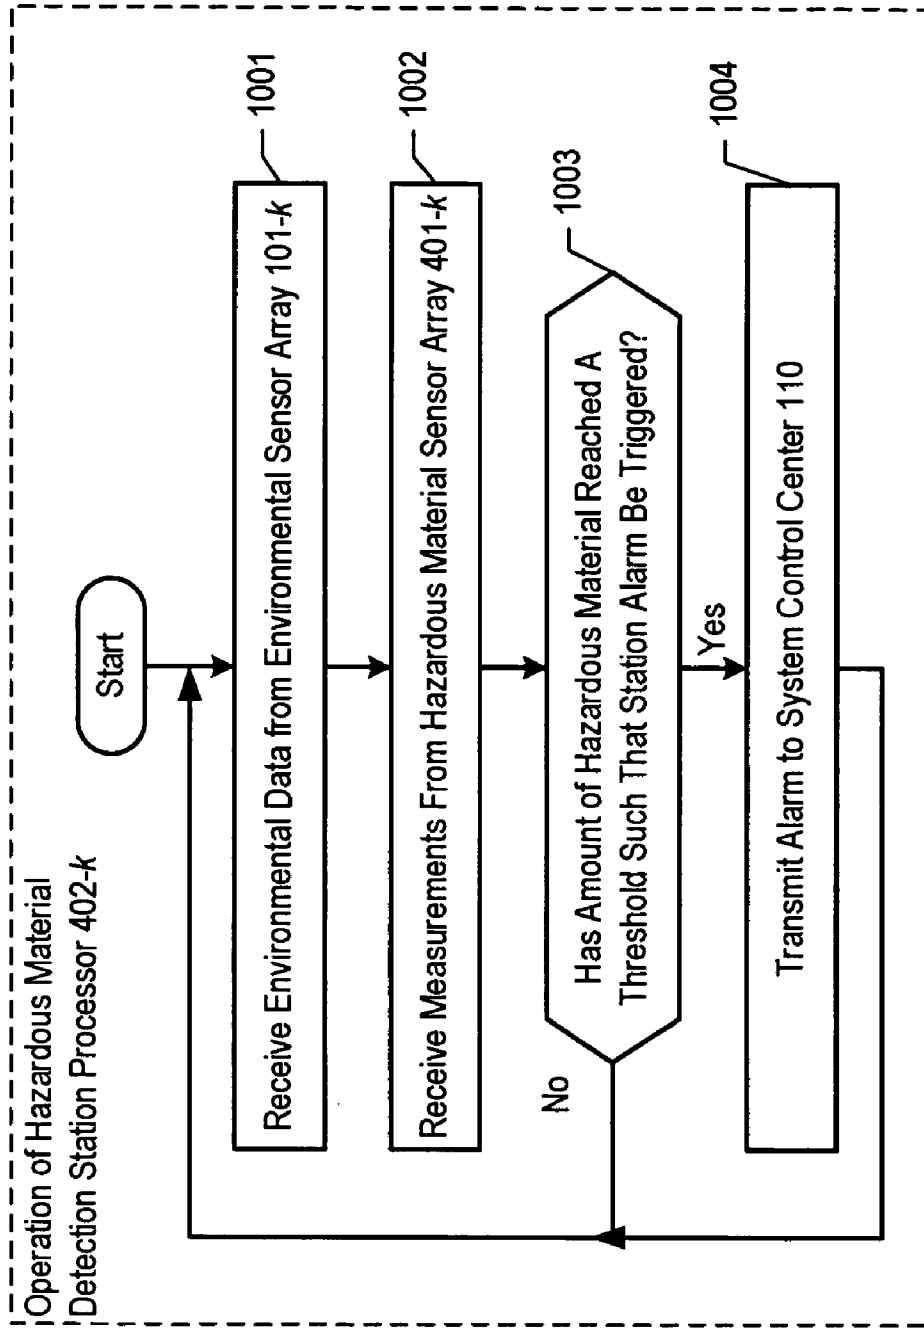 Operation of Hazardous Material
Detection Station Processor 402-k
Start
Receive Environmental Data from Environmental Sensor Array 101-k
1001
Receive Measurements From Hazardous Material Sensor Array 401-k
1002
Has Amount of Hazardous Material Reached A
Threshold Such That Station Alarm Be Triggered?
1003
No
Yes
Transmit Alarm to System Control Center 110
1004